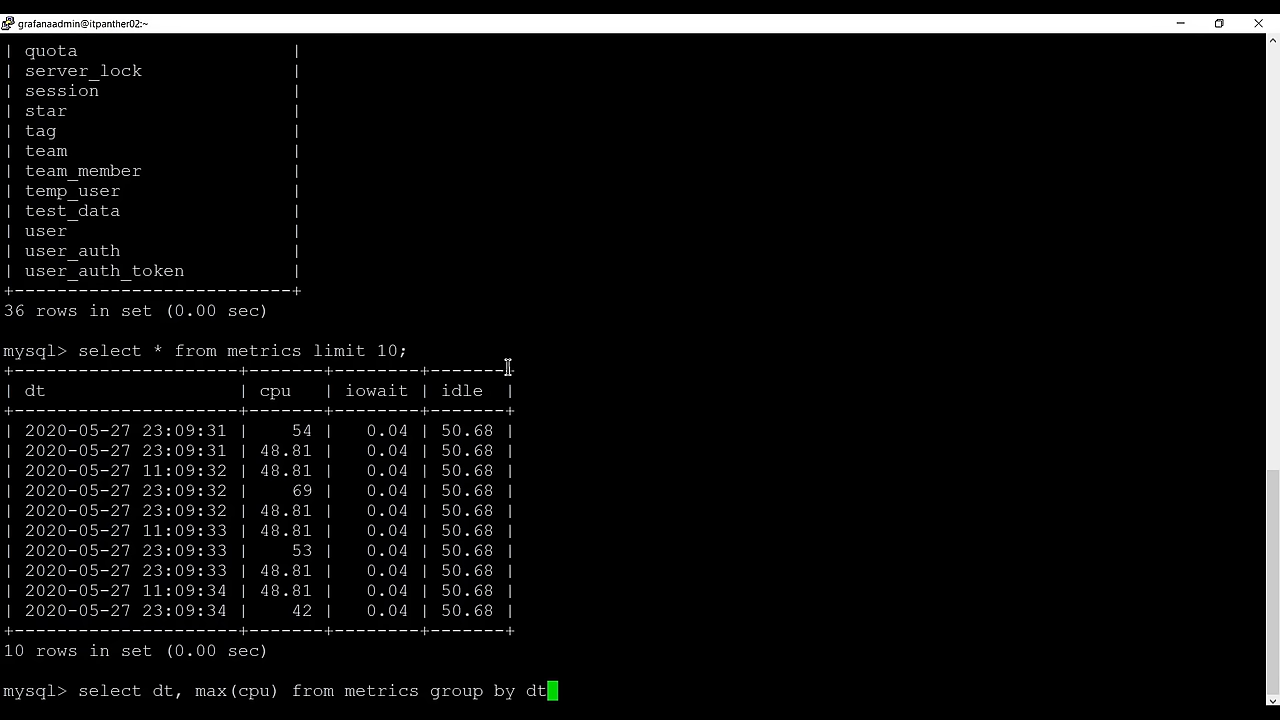 grafanaadmin@itpanther02:~
| quota                    |
| server_lock              |
| session                  |
| star                     |
| tag                      |
| team                     |
| team_member              |
| temp_user                |
| test_data                |
| user                     |
| user_auth                |
| user_auth_token          |
+--------------------------+
36 rows in set (0.00 sec)
mysql> select * from metrics limit 10;
+---------------------+-------+--------+-------+
| dt                  | cpu   | iowait | idle  |
+---------------------+-------+--------+-------+
| 2020-05-27 23:09:31 |    54 |   0.04 | 50.68 |
| 2020-05-27 23:09:31 | 48.81 |   0.04 | 50.68 |
| 2020-05-27 11:09:32 | 48.81 |   0.04 | 50.68 |
| 2020-05-27 23:09:32 |    69 |   0.04 | 50.68 |
| 2020-05-27 23:09:32 | 48.81 |   0.04 | 50.68 |
| 2020-05-27 11:09:33 | 48.81 |   0.04 | 50.68 |
| 2020-05-27 23:09:33 |    53 |   0.04 | 50.68 |
| 2020-05-27 23:09:33 | 48.81 |   0.04 | 50.68 |
| 2020-05-27 11:09:34 | 48.81 |   0.04 | 50.68 |
| 2020-05-27 23:09:34 |    42 |   0.04 | 50.68 |
+---------------------+-------+--------+-------+
10 rows in set (0.00 sec)
mysql> select dt, max(cpu) from metrics group by dt